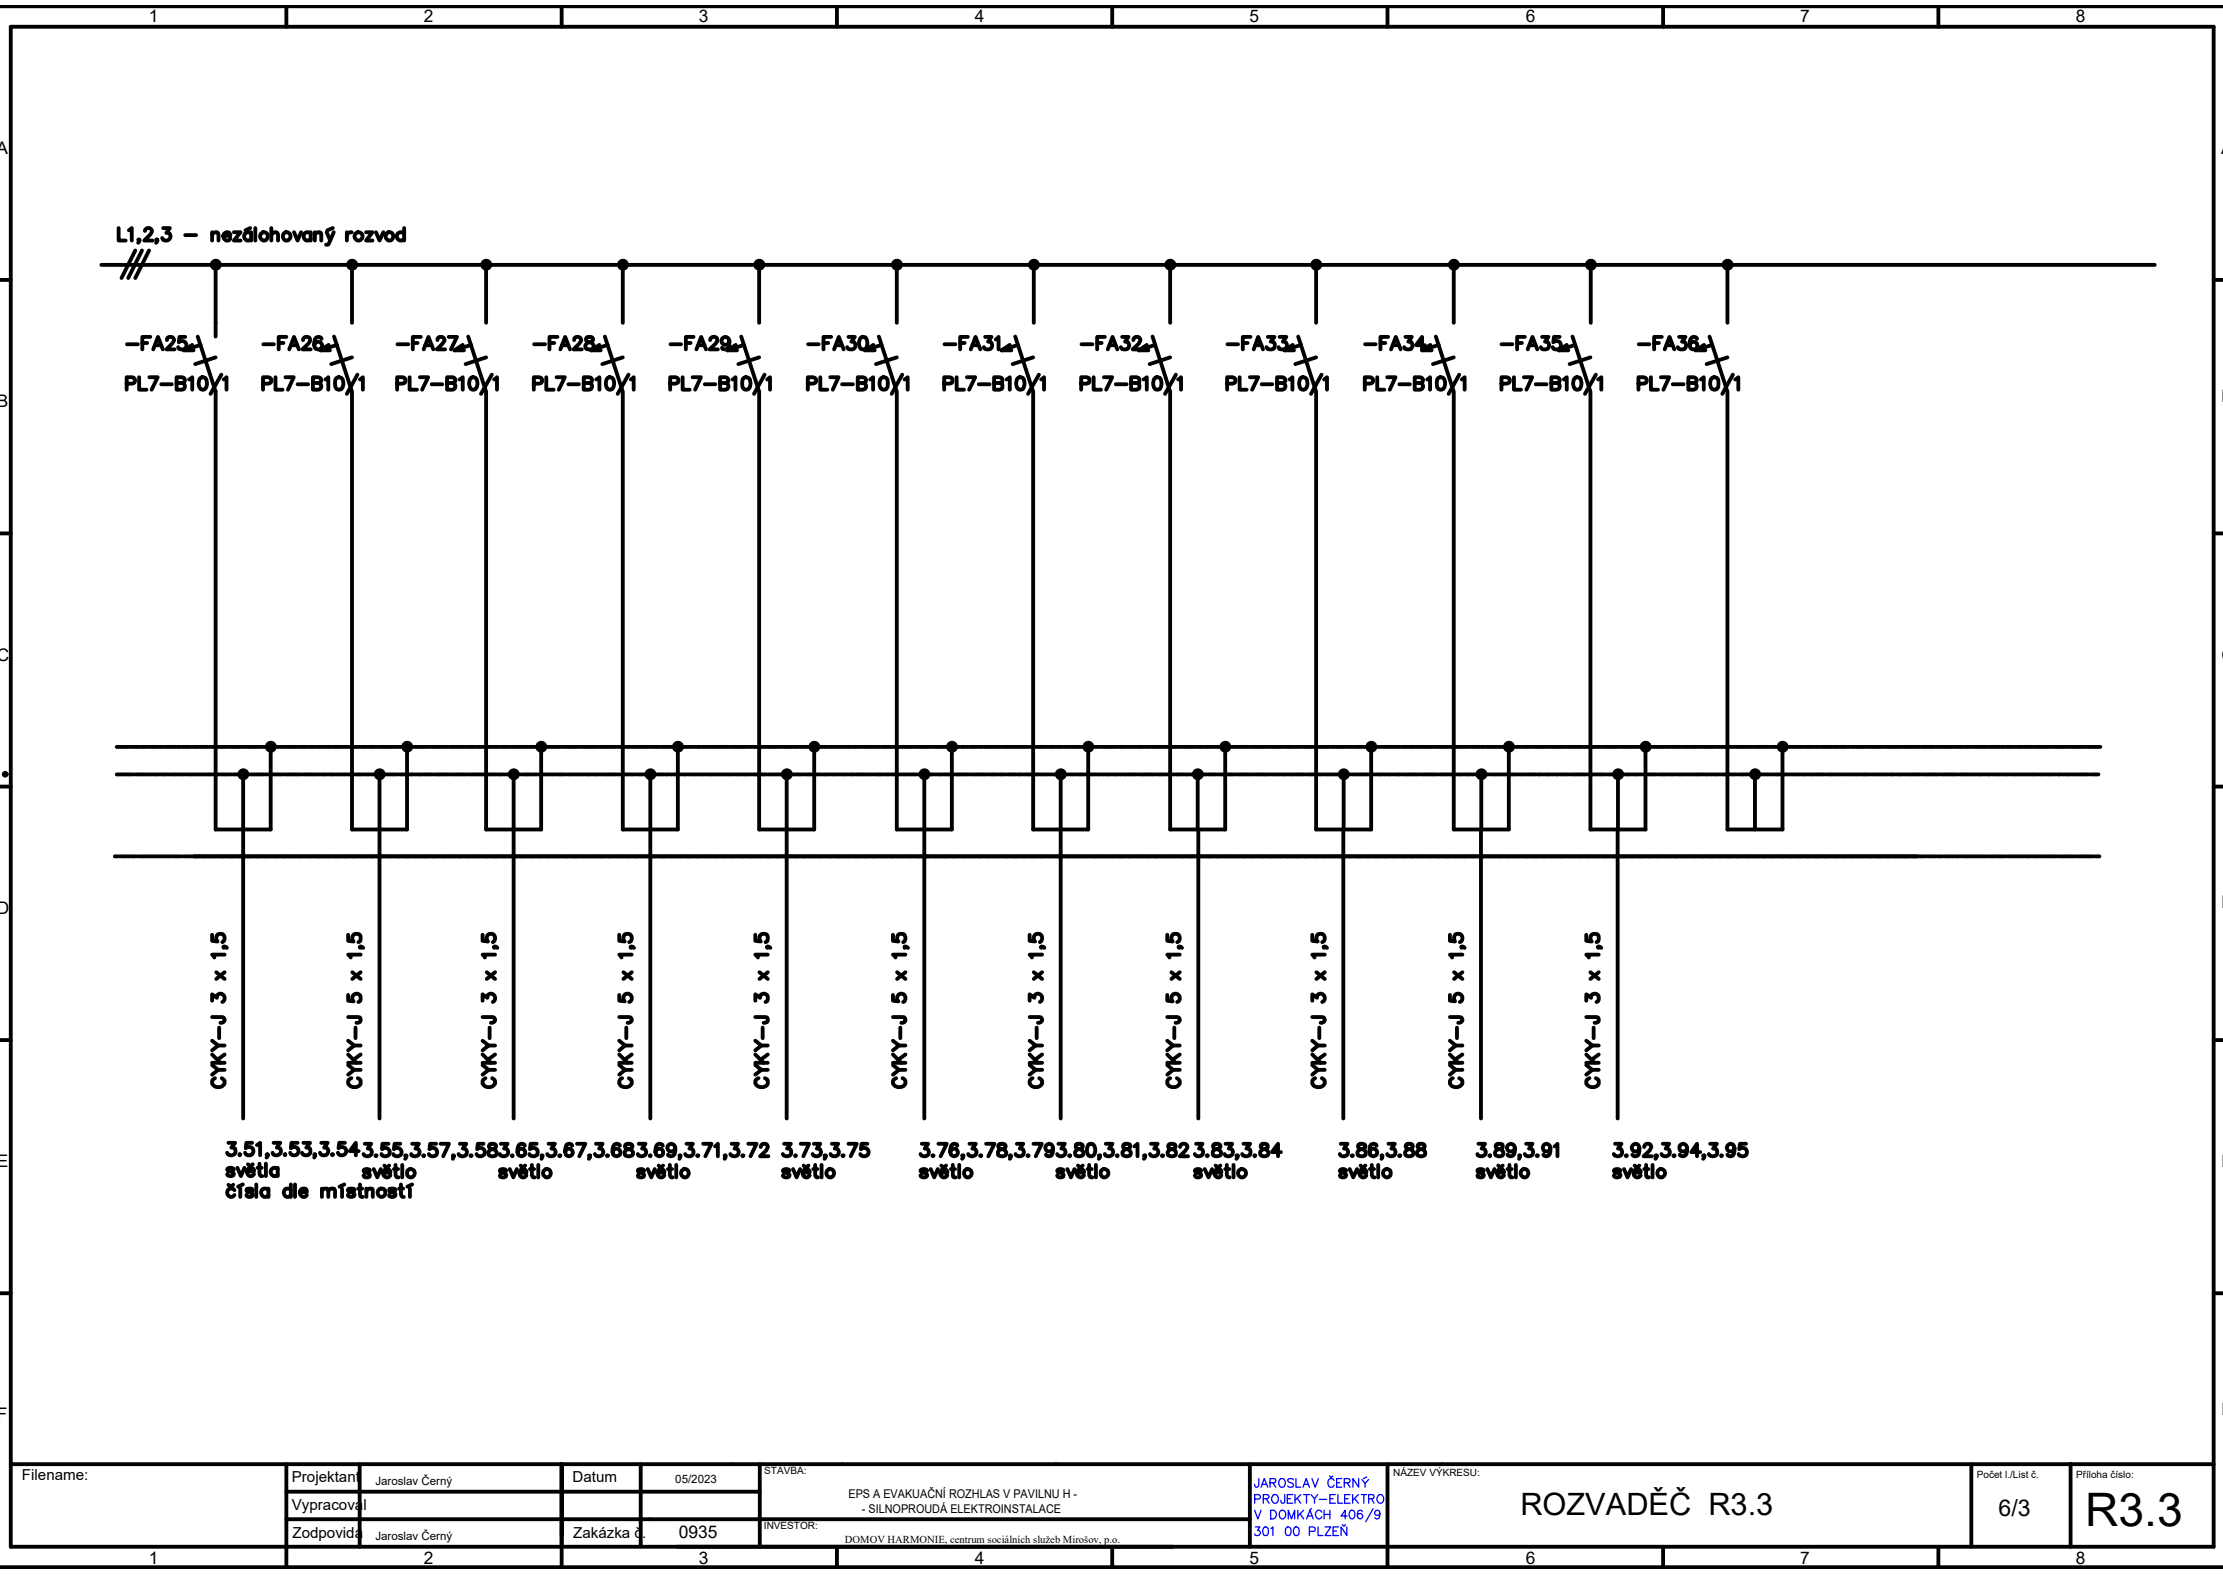 1 2 3 4 5 6 7 8
A
L1,2,3 – nezálohovaný rozvod
-FA25 -FA26 -FA27 -FA28 -FA29 -FA30 -FA31 -FA32 -FA33 -FA34 -FA35 -FA36
PL7-B10/1 PL7-B10/1 PL7-B10/1 PL7-B10/1 PL7-B10/1 PL7-B10/1 PL7-B10/1 PL7-B10/1 PL7-B10/1 PL7-B10/1 PL7-B10/1 PL7-B10/1
B
C
D
CYKY-J 3 x 1,5
CYKY-J 5 x 1,5
CYKY-J 3 x 1,5
CYKY-J 5 x 1,5
CYKY-J 3 x 1,5
CYKY-J 5 x 1,5
CYKY-J 3 x 1,5
CYKY-J 5 x 1,5
CYKY-J 3 x 1,5
CYKY-J 5 x 1,5
CYKY-J 3 x 1,5
3.51,3.53,3.54 3.55,3.57,3.58 3.65,3.67,3.68 3.69,3.71,3.72 3.73,3.75 3.76,3.78,3.79 3.80,3.81,3.82 3.83,3.84 3.86,3.88 3.89,3.91 3.92,3.94,3.95
E
světla světlo světlo světlo světlo světlo světlo světlo světlo světlo světlo
čísla dle místností
F
Filename:
Projektant Jaroslav Černý
Vypracoval
Zodpovídá Jaroslav Černý
Datum 05/2023
Zakázka č. 0935
STAVBA:
EPS A EVAKUAČNÍ ROZHLAS V PAVILNU H -
- SILNOPROUDÁ ELEKTROINSTALACE
INVESTOR:
DOMOV HARMONIE, centrum sociálních služeb Mirošov, p.o.
JAROSLAV ČERNÝ
PROJEKTY-ELEKTRO
V DOMKÁCH 406/9
301 00 PLZEŇ
NÁZEV VÝKRESU:
ROZVADĚČ R3.3
Počet l./List č.
6/3
Příloha číslo:
R3.3
1 2 3 4 5 6 7 8